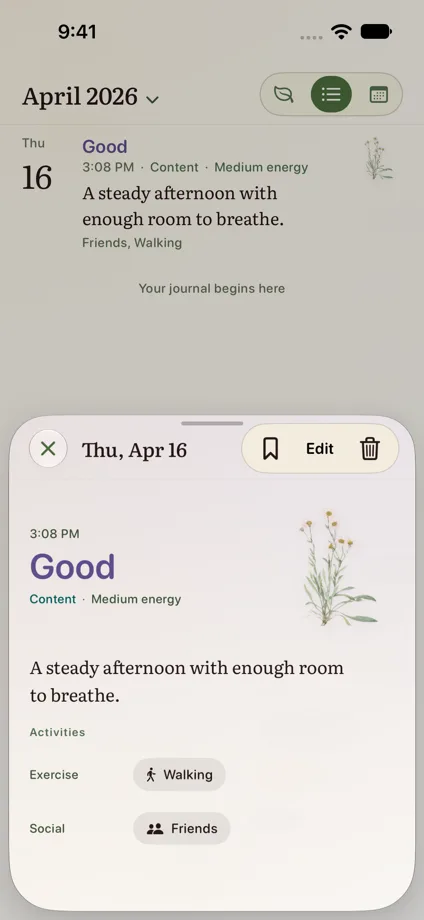 9:41
April 2026
Thu
16
Good
3:08 PM · Content · Medium energy
A steady afternoon with
enough room to breathe.
Friends, Walking
Your journal begins here
Thu, Apr 16
Edit
3:08 PM
Good
Content · Medium energy
A steady afternoon with enough room
to breathe.
Activities
Exercise
Walking
Social
Friends